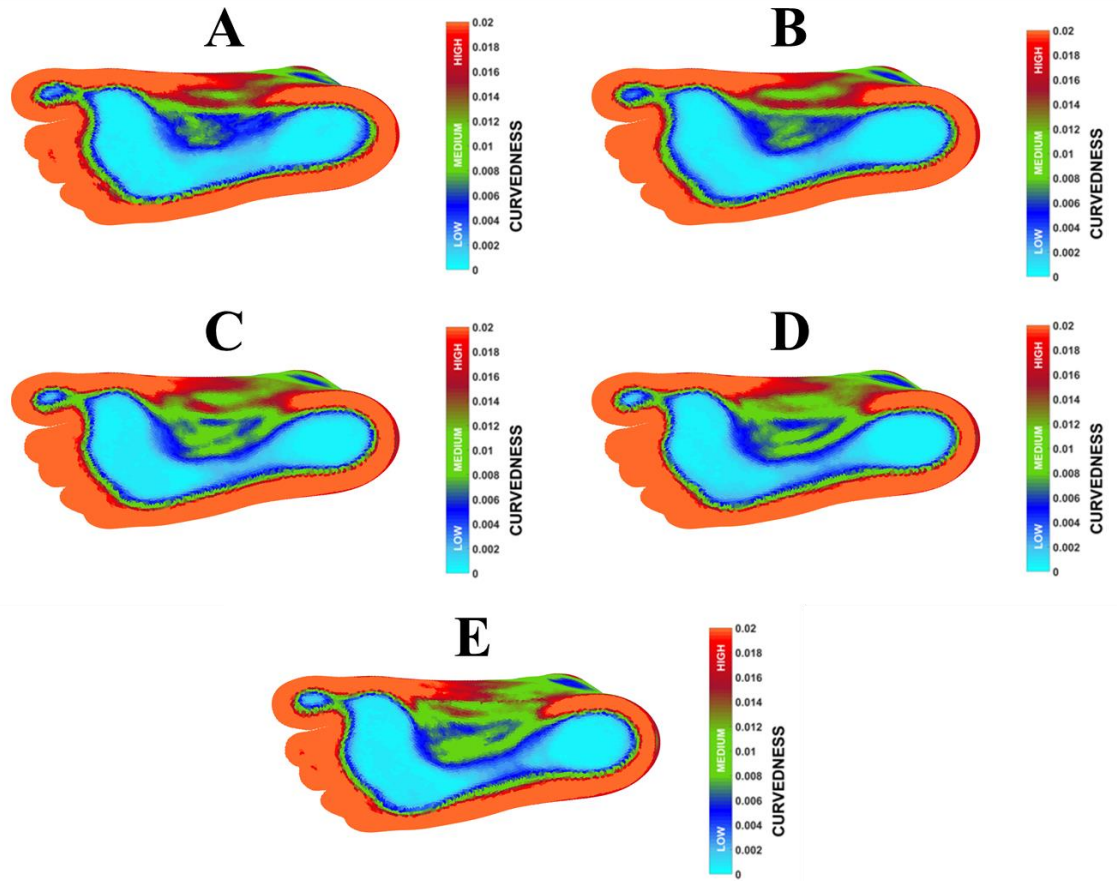 A
0.02
0.018
0.016
0.014
0.012
0.01
0.008
0.006
0.004
0.002
0
HIGH
MEDIUM
LOW
CURVEDNESS
B
0.02
0.018
0.016
0.014
0.012
0.01
0.008
0.006
0.004
0.002
0
HIGH
MEDIUM
LOW
CURVEDNESS
C
0.02
0.018
0.016
0.014
0.012
0.01
0.008
0.006
0.004
0.002
0
HIGH
MEDIUM
LOW
CURVEDNESS
D
0.02
0.018
0.016
0.014
0.012
0.01
0.008
0.006
0.004
0.002
0
HIGH
MEDIUM
LOW
CURVEDNESS
E
0.02
0.018
0.016
0.014
0.012
0.01
0.008
0.006
0.004
0.002
0
HIGH
MEDIUM
LOW
CURVEDNESS